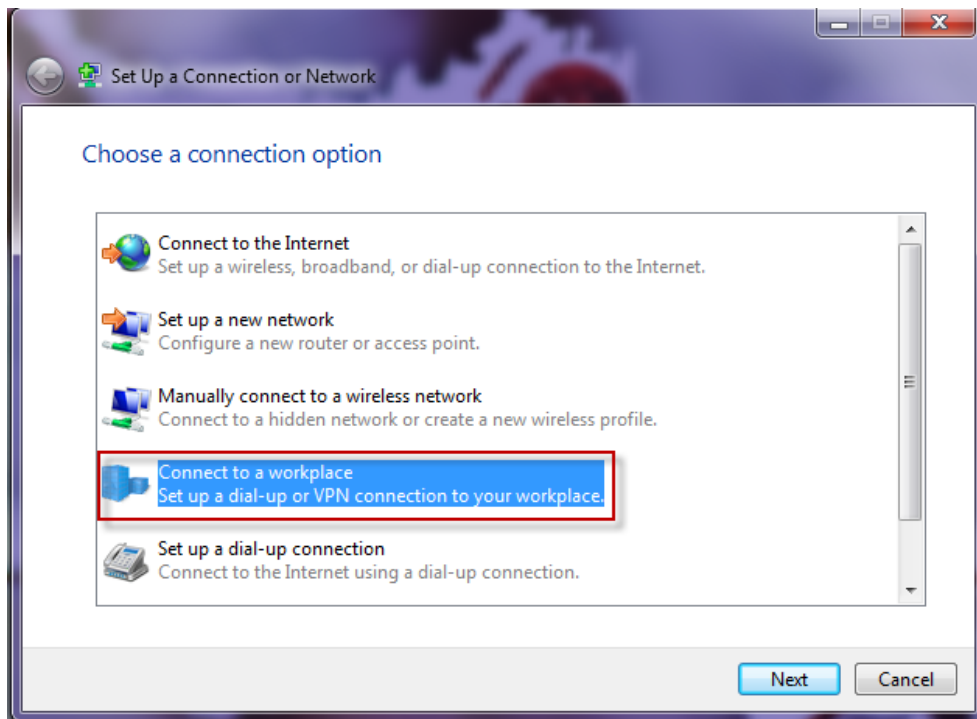 Set Up a Connection or Network
Choose a connection option
Connect to the Internet
Set up a wireless, broadband, or dial-up connection to the Internet.
Set up a new network
Configure a new router or access point.
Manually connect to a wireless network
Connect to a hidden network or create a new wireless profile.
Connect to a workplace
Set up a dial-up or VPN connection to your workplace.
Set up a dial-up connection
Connect to the Internet using a dial-up connection.
Next Cancel